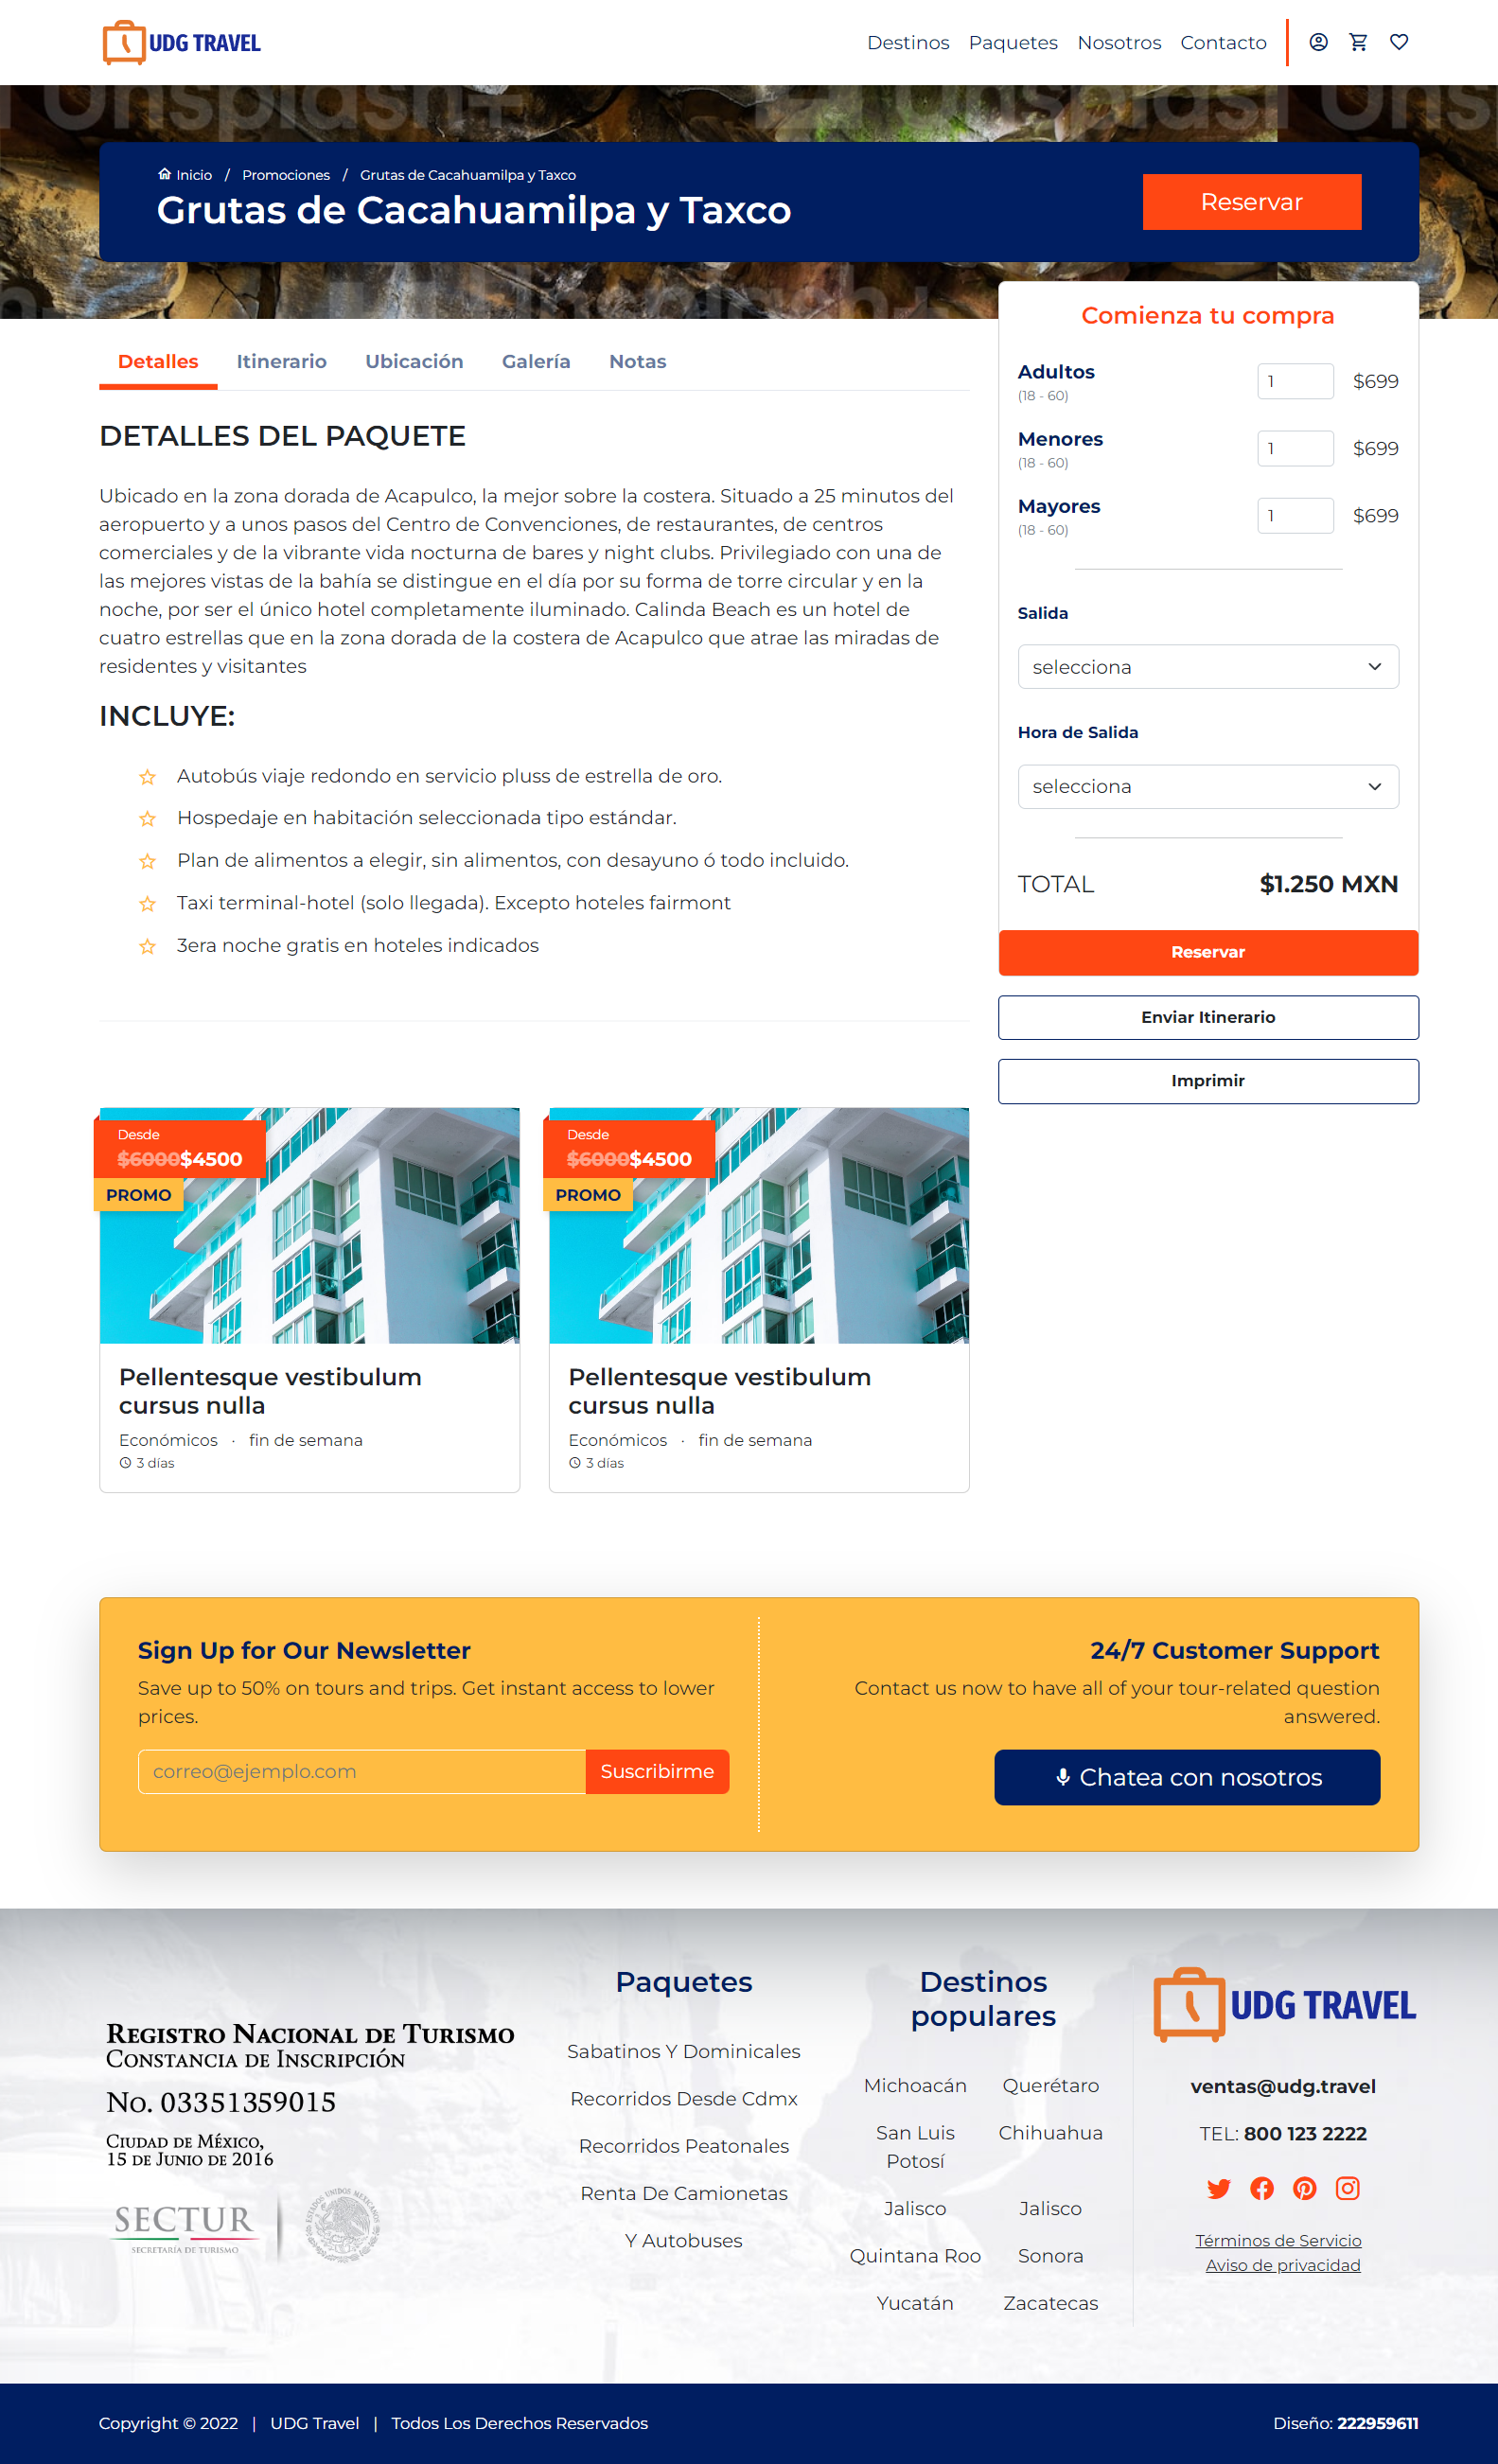 UDG TRAVEL
Destinos Paquetes Nosotros Contacto
Unsplash+
Inicio / Promociones / Grutas de Cacahuamilpa y Taxco
Grutas de Cacahuamilpa y Taxco
Reservar
Detalles Itinerario Ubicación Galería Notas
DETALLES DEL PAQUETE
Ubicado en la zona dorada de Acapulco, la mejor sobre la costera. Situado a 25 minutos del
aeropuerto y a unos pasos del Centro de Convenciones, de restaurantes, de centros
comerciales y de la vibrante vida nocturna de bares y night clubs. Privilegiado con una de
las mejores vistas de la bahía se distingue en el día por su forma de torre circular y en la
noche, por ser el único hotel completamente iluminado. Calinda Beach es un hotel de
cuatro estrellas que en la zona dorada de la costera de Acapulco que atrae las miradas de
residentes y visitantes
INCLUYE:
Autobús viaje redondo en servicio pluss de estrella de oro.
Hospedaje en habitación seleccionada tipo estándar.
Plan de alimentos a elegir, sin alimentos, con desayuno ó todo incluido.
Taxi terminal-hotel (solo llegada). Excepto hoteles fairmont
3era noche gratis en hoteles indicados
Comienza tu compra
Adultos 1 $699
(18 - 60)
Menores 1 $699
(18 - 60)
Mayores 1 $699
(18 - 60)
Salida
selecciona
Hora de Salida
selecciona
TOTAL $1.250 MXN
Reservar
Enviar Itinerario
Imprimir
Desde
$6000$4500
PROMO
Pellentesque vestibulum
cursus nulla
Económicos · fin de semana
3 días
Desde
$6000$4500
PROMO
Pellentesque vestibulum
cursus nulla
Económicos · fin de semana
3 días
Sign Up for Our Newsletter
Save up to 50% on tours and trips. Get instant access to lower
prices.
correo@ejemplo.com Suscribirme
24/7 Customer Support
Contact us now to have all of your tour-related question
answered.
Chatea con nosotros
REGISTRO NACIONAL DE TURISMO
CONSTANCIA DE INSCRIPCIÓN
NO. 03351359015
CIUDAD DE MÉXICO,
15 DE JUNIO DE 2016
SECTUR
SECRETARÍA DE TURISMO
ESTADOS UNIDOS MEXICANOS
Paquetes
Sabatinos Y Dominicales
Recorridos Desde Cdmx
Recorridos Peatonales
Renta De Camionetas
Y Autobuses
Destinos
populares
Michoacán Querétaro
San Luis Chihuahua
Potosí
Jalisco Jalisco
Quintana Roo Sonora
Yucatán Zacatecas
UDG TRAVEL
ventas@udg.travel
TEL: 800 123 2222
Términos de Servicio
Aviso de privacidad
Copyright © 2022 | UDG Travel | Todos Los Derechos Reservados
Diseño: 222959611